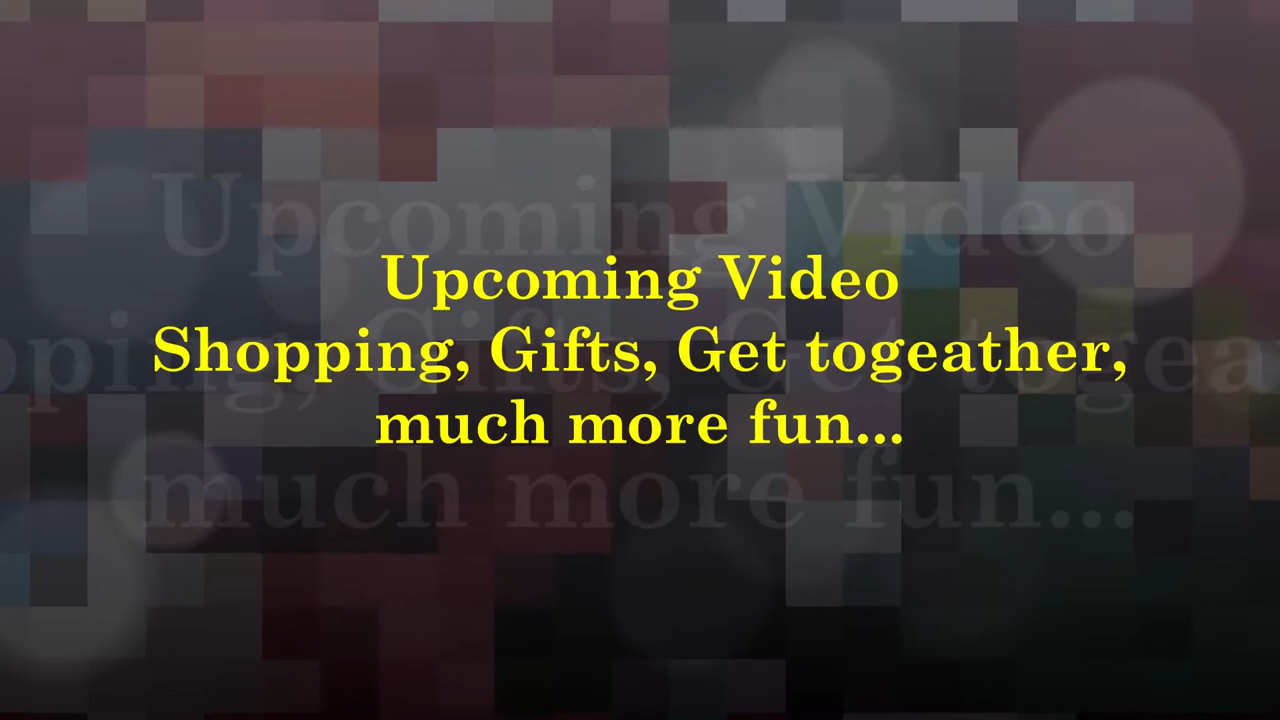 Upcoming Video
Shopping, Gifts, Get togeather,
much more fun...